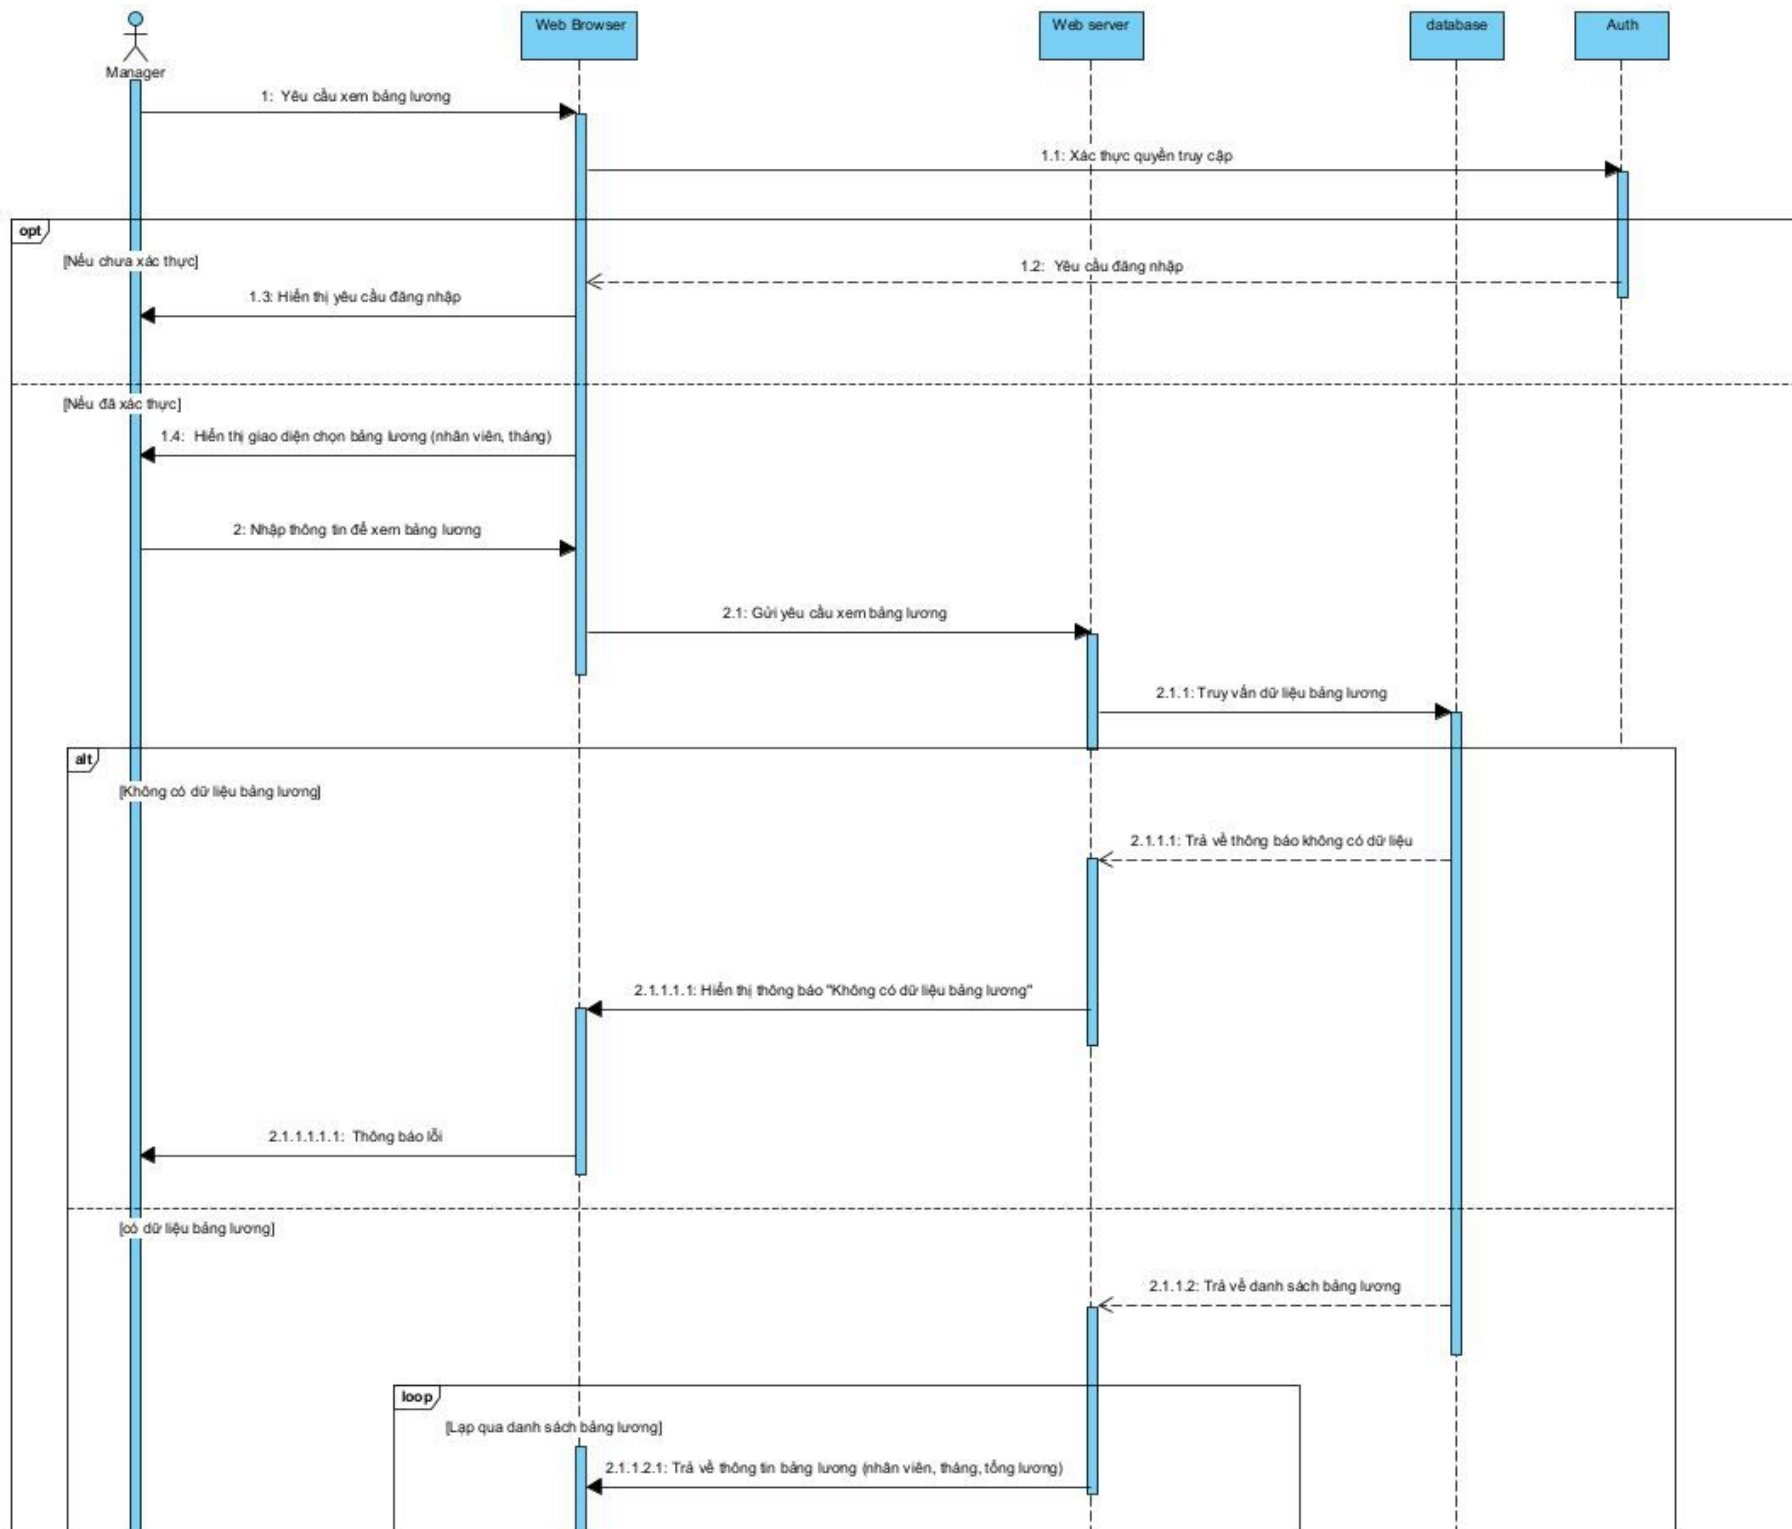 Manager
Web Browser
Web server
database
Auth
1: Yêu cầu xem bảng lương
1.1: Xác thực quyền truy cập
opt
[Nếu chưa xác thực]
1.2: Yêu cầu đăng nhập
1.3: Hiển thị yêu cầu đăng nhập
[Nếu đã xác thực]
1.4: Hiển thị giao diện chọn bảng lương (nhân viên, tháng)
2: Nhập thông tin để xem bảng lương
2.1: Gửi yêu cầu xem bảng lương
2.1.1: Truy vấn dữ liệu bảng lương
alt
[Không có dữ liệu bảng lương]
2.1.1.1: Trả về thông báo không có dữ liệu
2.1.1.1.1: Hiển thị thông báo "Không có dữ liệu bảng lương"
2.1.1.1.1.1: Thông báo lỗi
[có dữ liệu bảng lương]
2.1.1.2: Trả về danh sách bảng lương
loop
[Lạp qua danh sách bảng lương]
2.1.1.2.1: Trả về thông tin bảng lương (nhân viên, tháng, tổng lương)